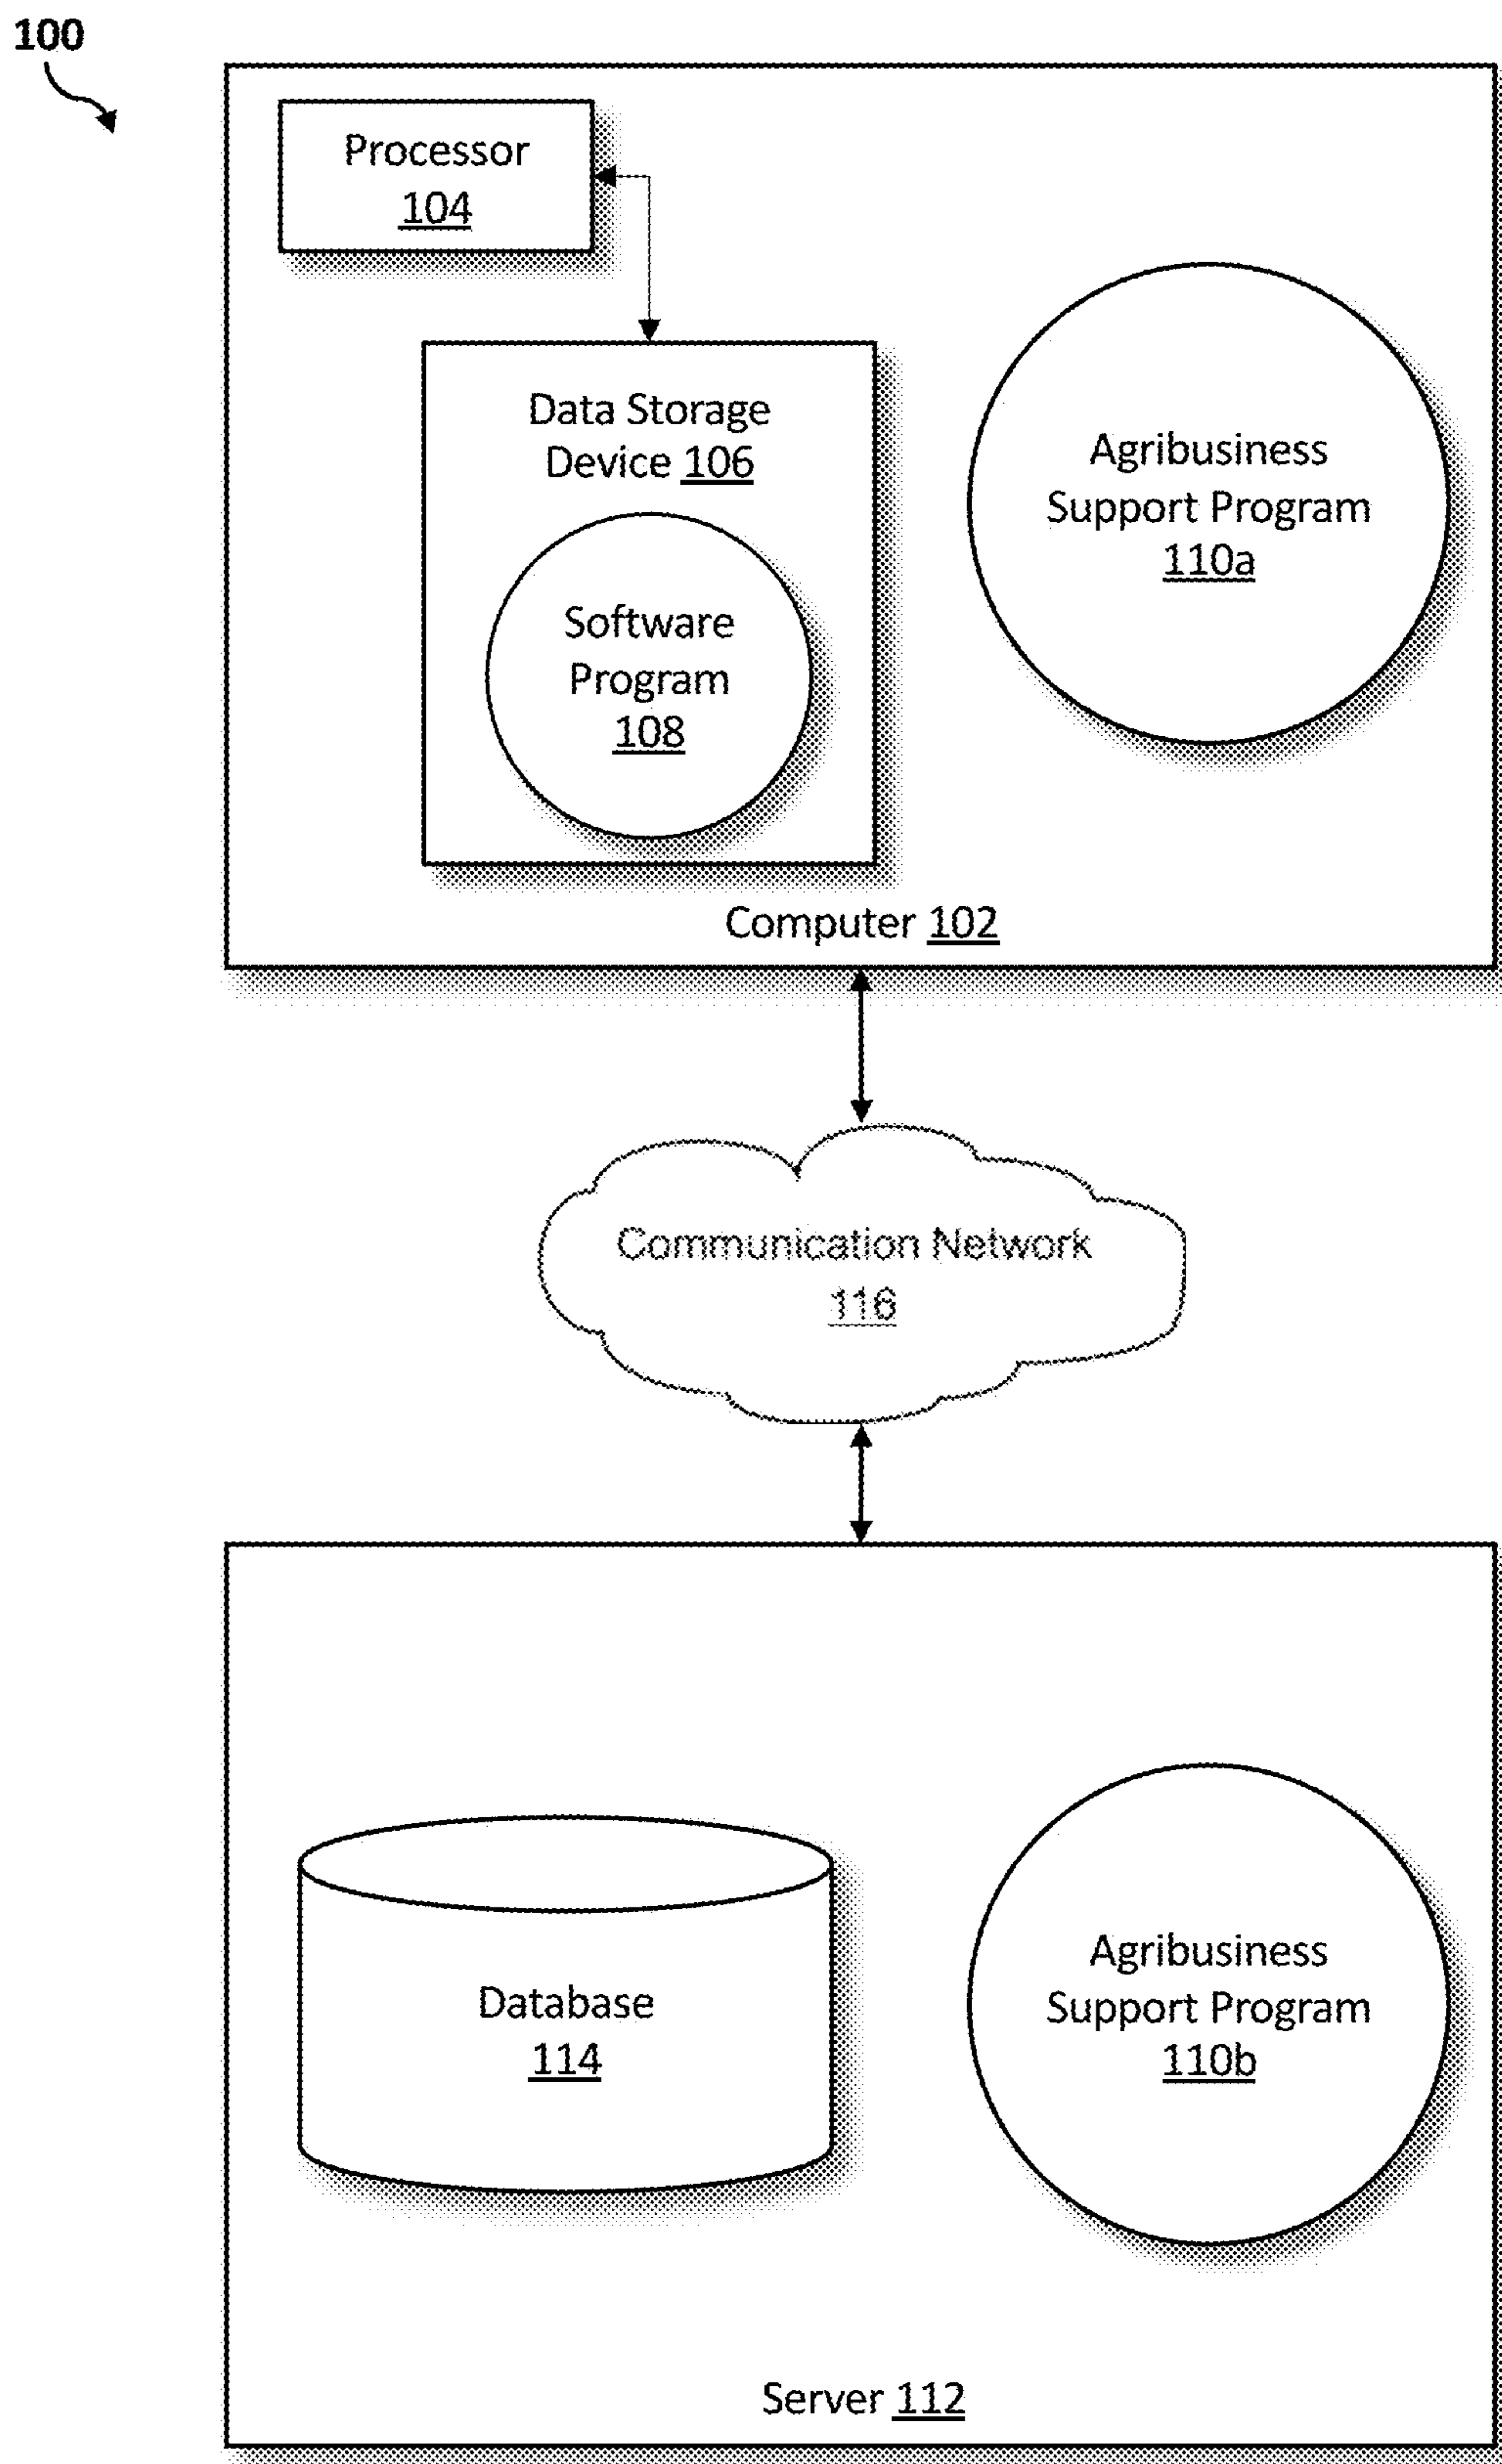 100
Processor
104
Data Storage
Device 106
Software
Program
108
Agribusiness
Support Program
110a
Computer 102
Communication Network
116
Database
114
Agribusiness
Support Program
110b
Server 112